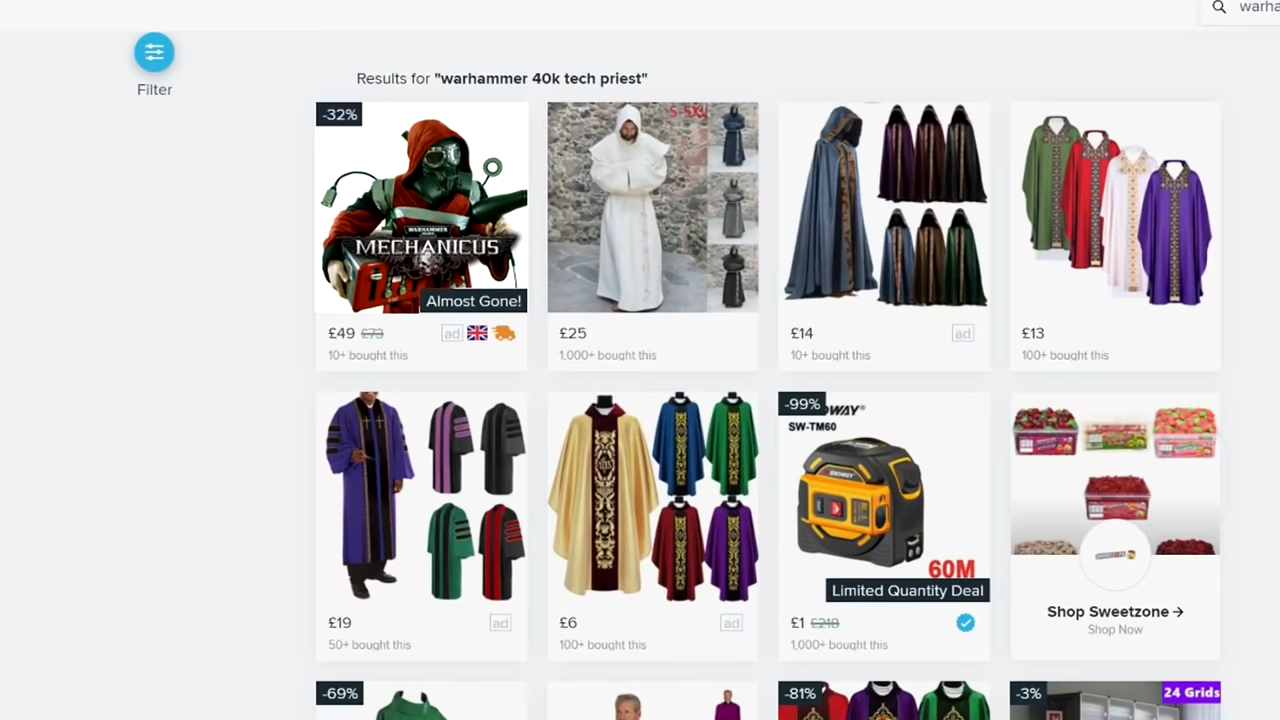 warha
Filter
Results for "warhammer 40k tech priest"
-32%
WARHAMMER
MECHANICUS
Almost Gone!
£49 £73 ad
10+ bought this
S-5XL
£25
1,000+ bought this
£14 ad
10+ bought this
£13
100+ bought this
£19 ad
50+ bought this
£6 ad
100+ bought this
-99%
SW-TM60
60M
Limited Quantity Deal
£1 £218
1,000+ bought this
Shop Sweetzone →
Shop Now
-69%
-81%
-3%
24 Grids